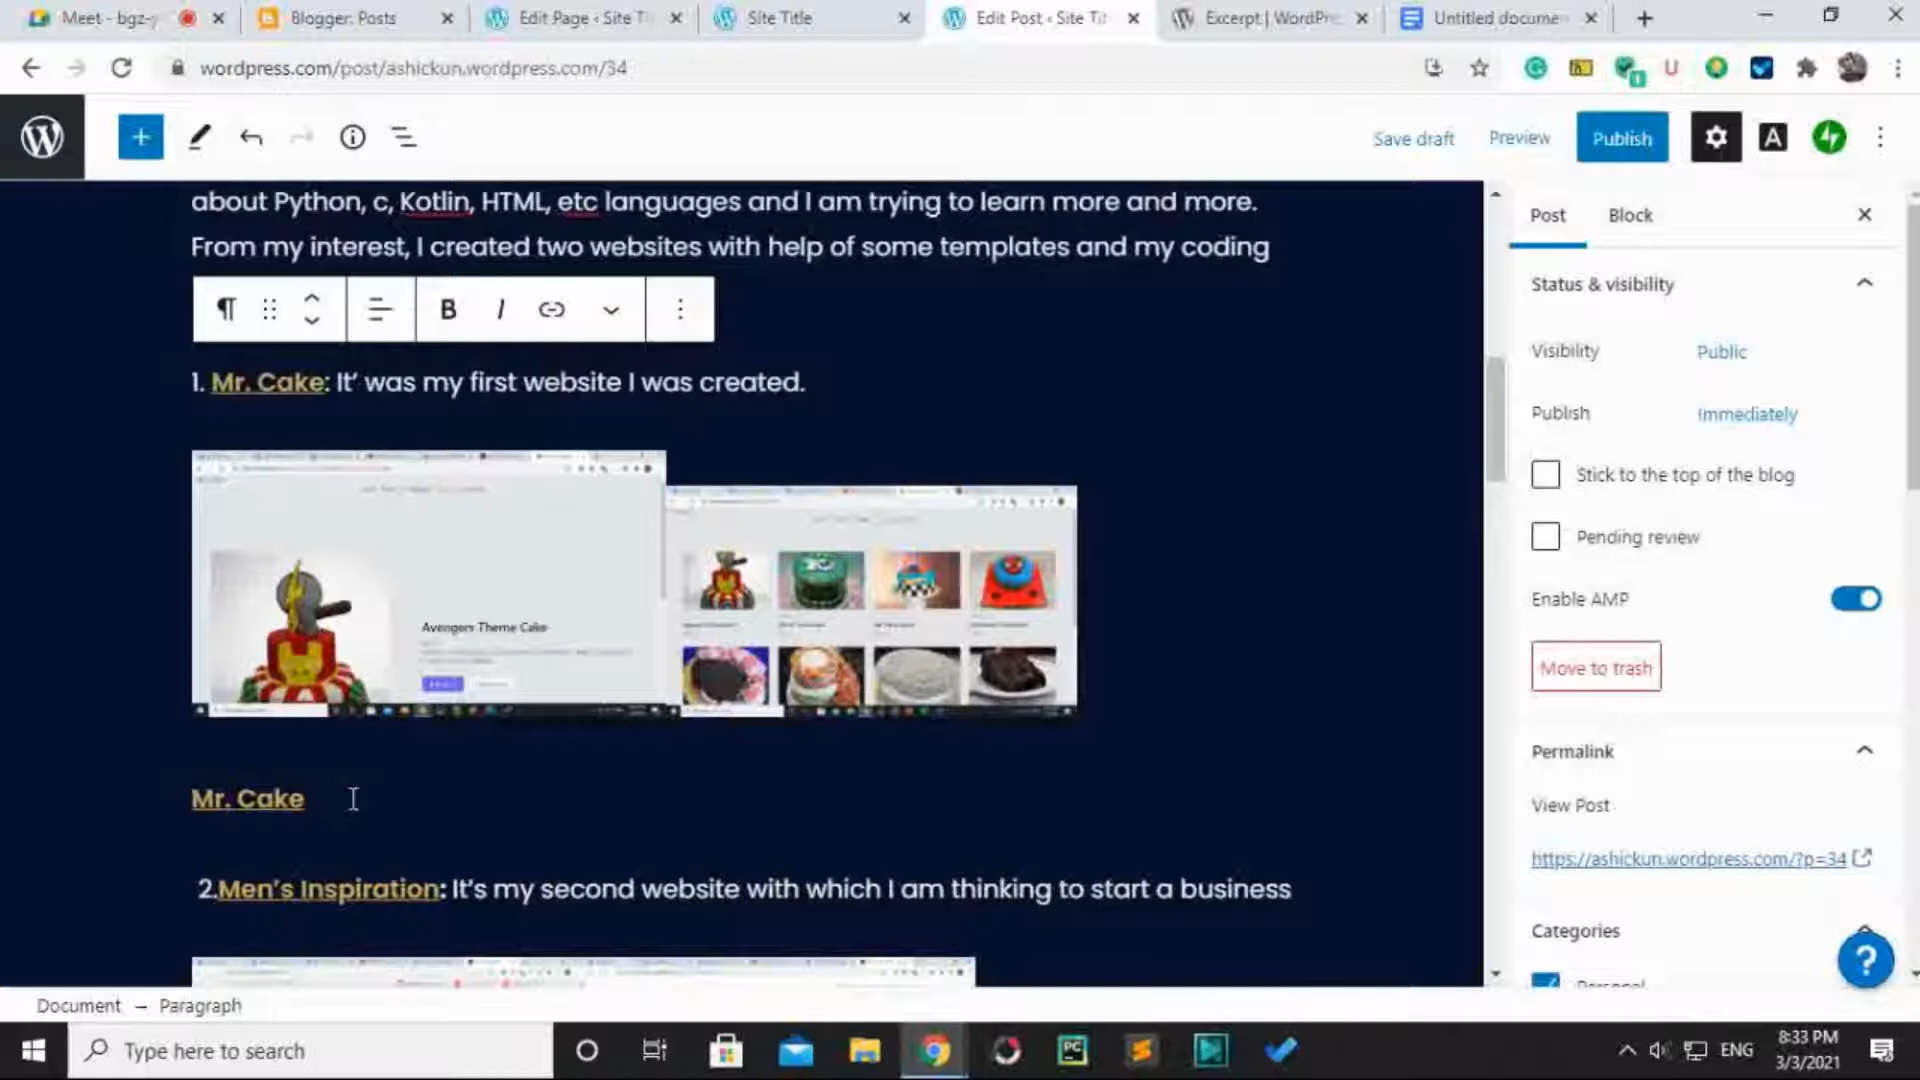 Meet - bgz-y
Blogger: Posts
Edit Page ‹ Site T
Site Title
Edit Post ‹ Site Tit
Excerpt | WordPre
Untitled docume
wordpress.com/post/ashickun.wordpress.com/34
Save draft
Preview
Publish
about Python, c, Kotlin, HTML, etc languages and I am trying to learn more and more.
From my interest, I created two websites with help of some templates and my coding
B I
1. Mr. Cake: It’ was my first website I was created.
Avengers Theme Cake
Mr. Cake
2.Men’s Inspiration: It’s my second website with which I am thinking to start a business
Post
Block
Status & visibility
Visibility
Public
Publish
Immediately
Stick to the top of the blog
Pending review
Enable AMP
Move to trash
Permalink
View Post
https://ashickun.wordpress.com/?p=34
Categories
Personal
Document → Paragraph
Type here to search
ENG
8:33 PM
3/3/2021